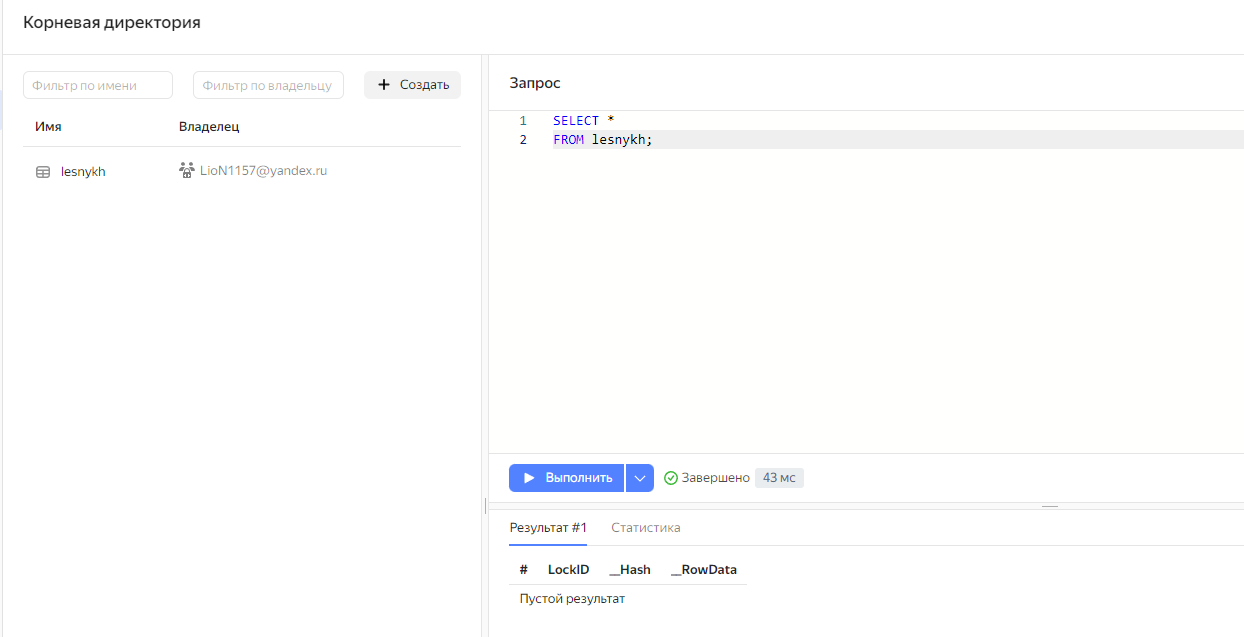 Корневая директория
Фильтр по имени
Фильтр по владельцу
+ Создать
Имя Владелец
lesnykh LioN1157@yandex.ru
Запрос
1 SELECT *
2 FROM lesnykh;
Выполнить Завершено 43 мс
Результат #1 Статистика
# LockID __Hash __RowData
Пустой результат